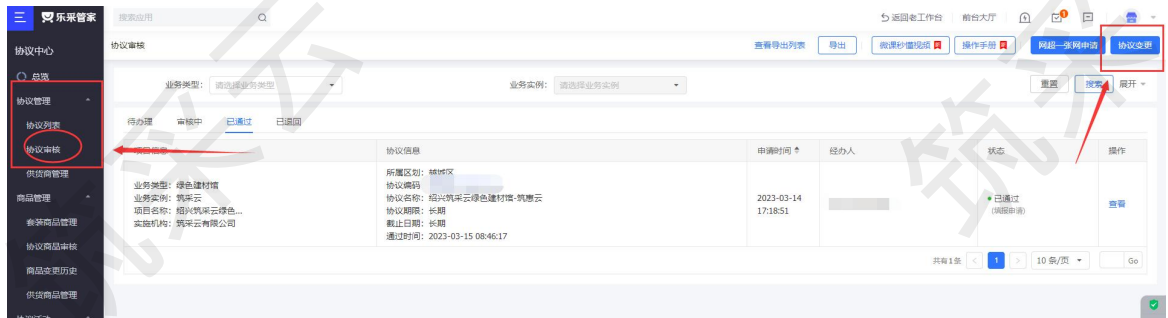 乐采管家
搜索应用
返回老工作台
前台大厅
协议中心
总览
协议管理
协议列表
协议审核
供货商管理
商品管理
套装商品管理
协议商品审核
商品变更历史
供货商品管理
协议审核
查看导出列表
导出
微课秒懂视频
操作手册
网超一张网申请
协议变更
业务类型: 请选择业务类型
业务实例: 请选择业务实例
重置
搜索
展开
待办理 审核中 已通过 已退回
项目信息 协议信息 申请时间 经办人 状态 操作
业务类型: 绿色建材馆
业务实例: 筑采云
项目名称: 绍兴筑采云绿色...
实施机构: 筑采云有限公司
所属区划: 越城区
协议编码
协议名称: 绍兴筑采云绿色建材馆-筑惠云
协议期限: 长期
截止日期: 长期
通过时间: 2023-03-15 08:46:17
2023-03-14
17:18:51
已通过
(填报申请)
查看
共有1条 < 1 > 10条/页 Go
筑采云